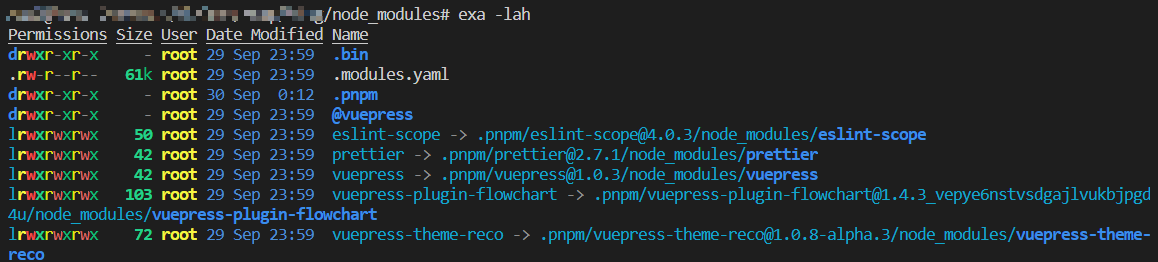 /node_modules# exa -lah
Permissions Size User Date Modified Name
drwxr-xr-x - root 29 Sep 23:59 .bin
.rw-r--r-- 61k root 29 Sep 23:59 .modules.yaml
drwxr-xr-x - root 30 Sep 0:12 .pnpm
drwxr-xr-x - root 29 Sep 23:59 @vuepress
lrwxrwxrwx 50 root 29 Sep 23:59 eslint-scope -> .pnpm/eslint-scope@4.0.3/node_modules/eslint-scope
lrwxrwxrwx 42 root 29 Sep 23:59 prettier -> .pnpm/prettier@2.7.1/node_modules/prettier
lrwxrwxrwx 42 root 29 Sep 23:59 vuepress -> .pnpm/vuepress@1.0.3/node_modules/vuepress
lrwxrwxrwx 103 root 29 Sep 23:59 vuepress-plugin-flowchart -> .pnpm/vuepress-plugin-flowchart@1.4.3_vepye6nstvsdgajlvukbjpgd
4u/node_modules/vuepress-plugin-flowchart
lrwxrwxrwx 72 root 29 Sep 23:59 vuepress-theme-reco -> .pnpm/vuepress-theme-reco@1.0.8-alpha.3/node_modules/vuepress-theme-
reco